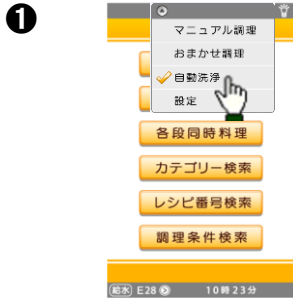 ❶
マニュアル調理
おまかせ調理
自動洗浄
設定
各段同時料理
カテゴリー検索
レシピ番号検索
調理条件検索
給水 E28 10時23分